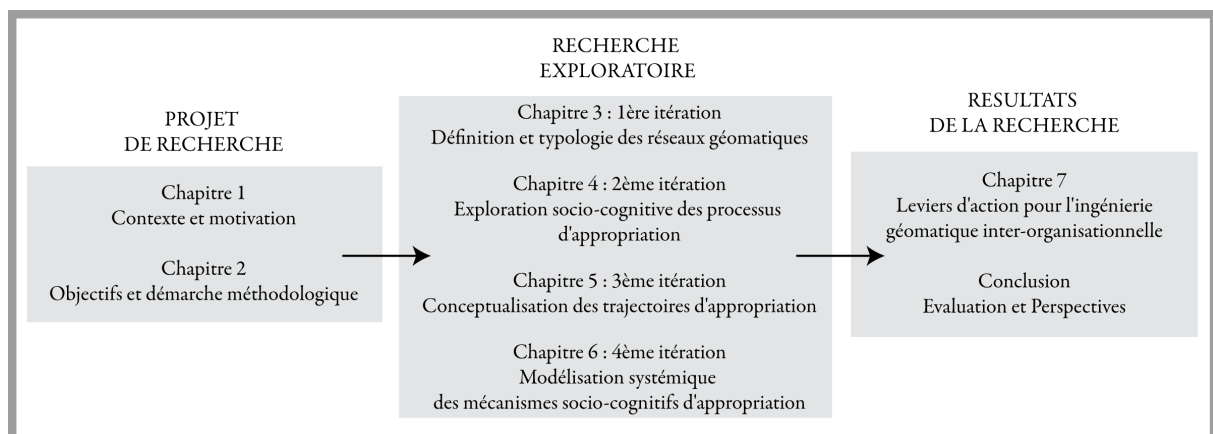 PROJET
DE RECHERCHE
Chapitre 1
Contexte et motivation
Chapitre 2
Objectifs et démarche méthodologique
RECHERCHE
EXPLORATOIRE
Chapitre 3 : 1ère itération
Définition et typologie des réseaux géomatiques
Chapitre 4 : 2ème itération
Exploration socio-cognitive des processus
d'appropriation
Chapitre 5 : 3ème itération
Conceptualisation des trajectoires d'appropriation
Chapitre 6 : 4ème itération
Modélisation systémique
des mécanismes socio-cognitifs d'appropriation
RESULTATS
DE LA RECHERCHE
Chapitre 7
Leviers d'action pour l'ingénierie
géomatique inter-organisationnelle
Conclusion
Evaluation et Perspectives